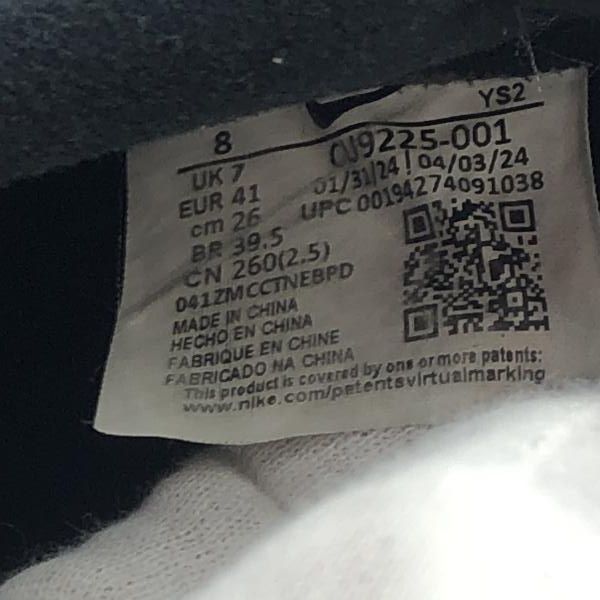 8 YS2
UK 7 CU9225-001
EUR 41 01/31/24 | 04/03/24
cm 26 UPC 00194274091038
BR 39.5
CN 260(2.5)
041ZMCCTNEBPD
MADE IN CHINA
HECHO EN CHINA
FABRIQUE EN CHINE
FABRICADO NA CHINA
This product is covered by one or more patents:
www.nike.com/patentsvirtualmarking